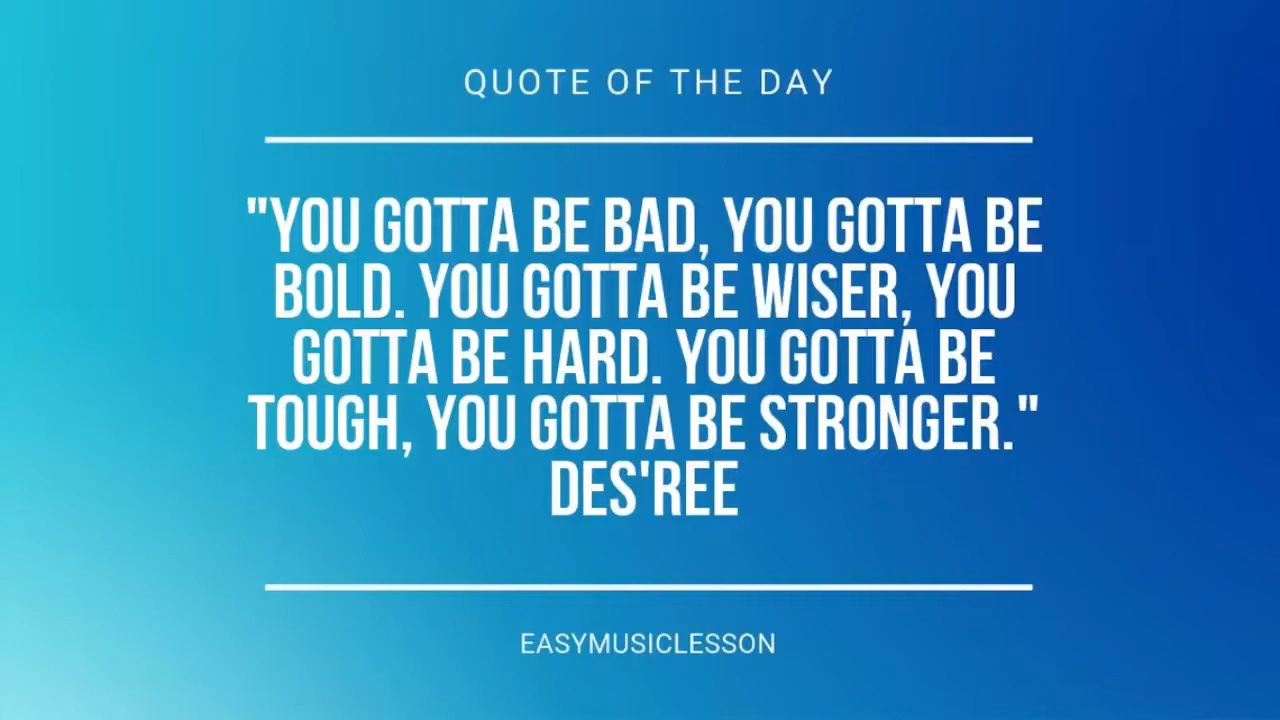 QUOTE OF THE DAY
"YOU GOTTA BE BAD, YOU GOTTA BE
BOLD. YOU GOTTA BE WISER, YOU
GOTTA BE HARD. YOU GOTTA BE
TOUGH, YOU GOTTA BE STRONGER."
DES'REE
EASYMUSICLESSON